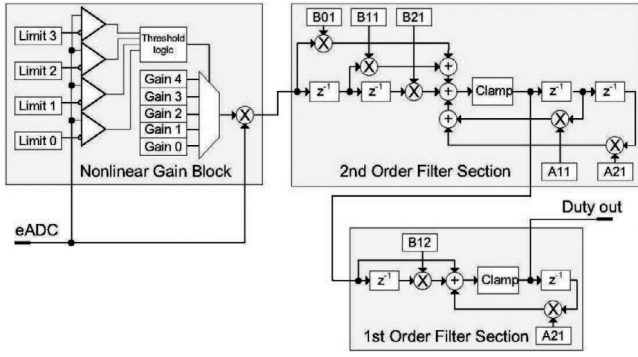 B01
B11
B21
Limit 3
Threshold
logic
Limit 2
Gain 4
Gain 3
Limit 1
Gain 2
Gain 1
Limit 0
Gain 0
Nonlinear Gain Block
z⁻¹
z⁻¹
Clamp
z⁻¹
z⁻¹
A11
A21
2nd Order Filter Section
eADC
Duty out
B12
z⁻¹
Clamp
z⁻¹
A21
1st Order Filter Section